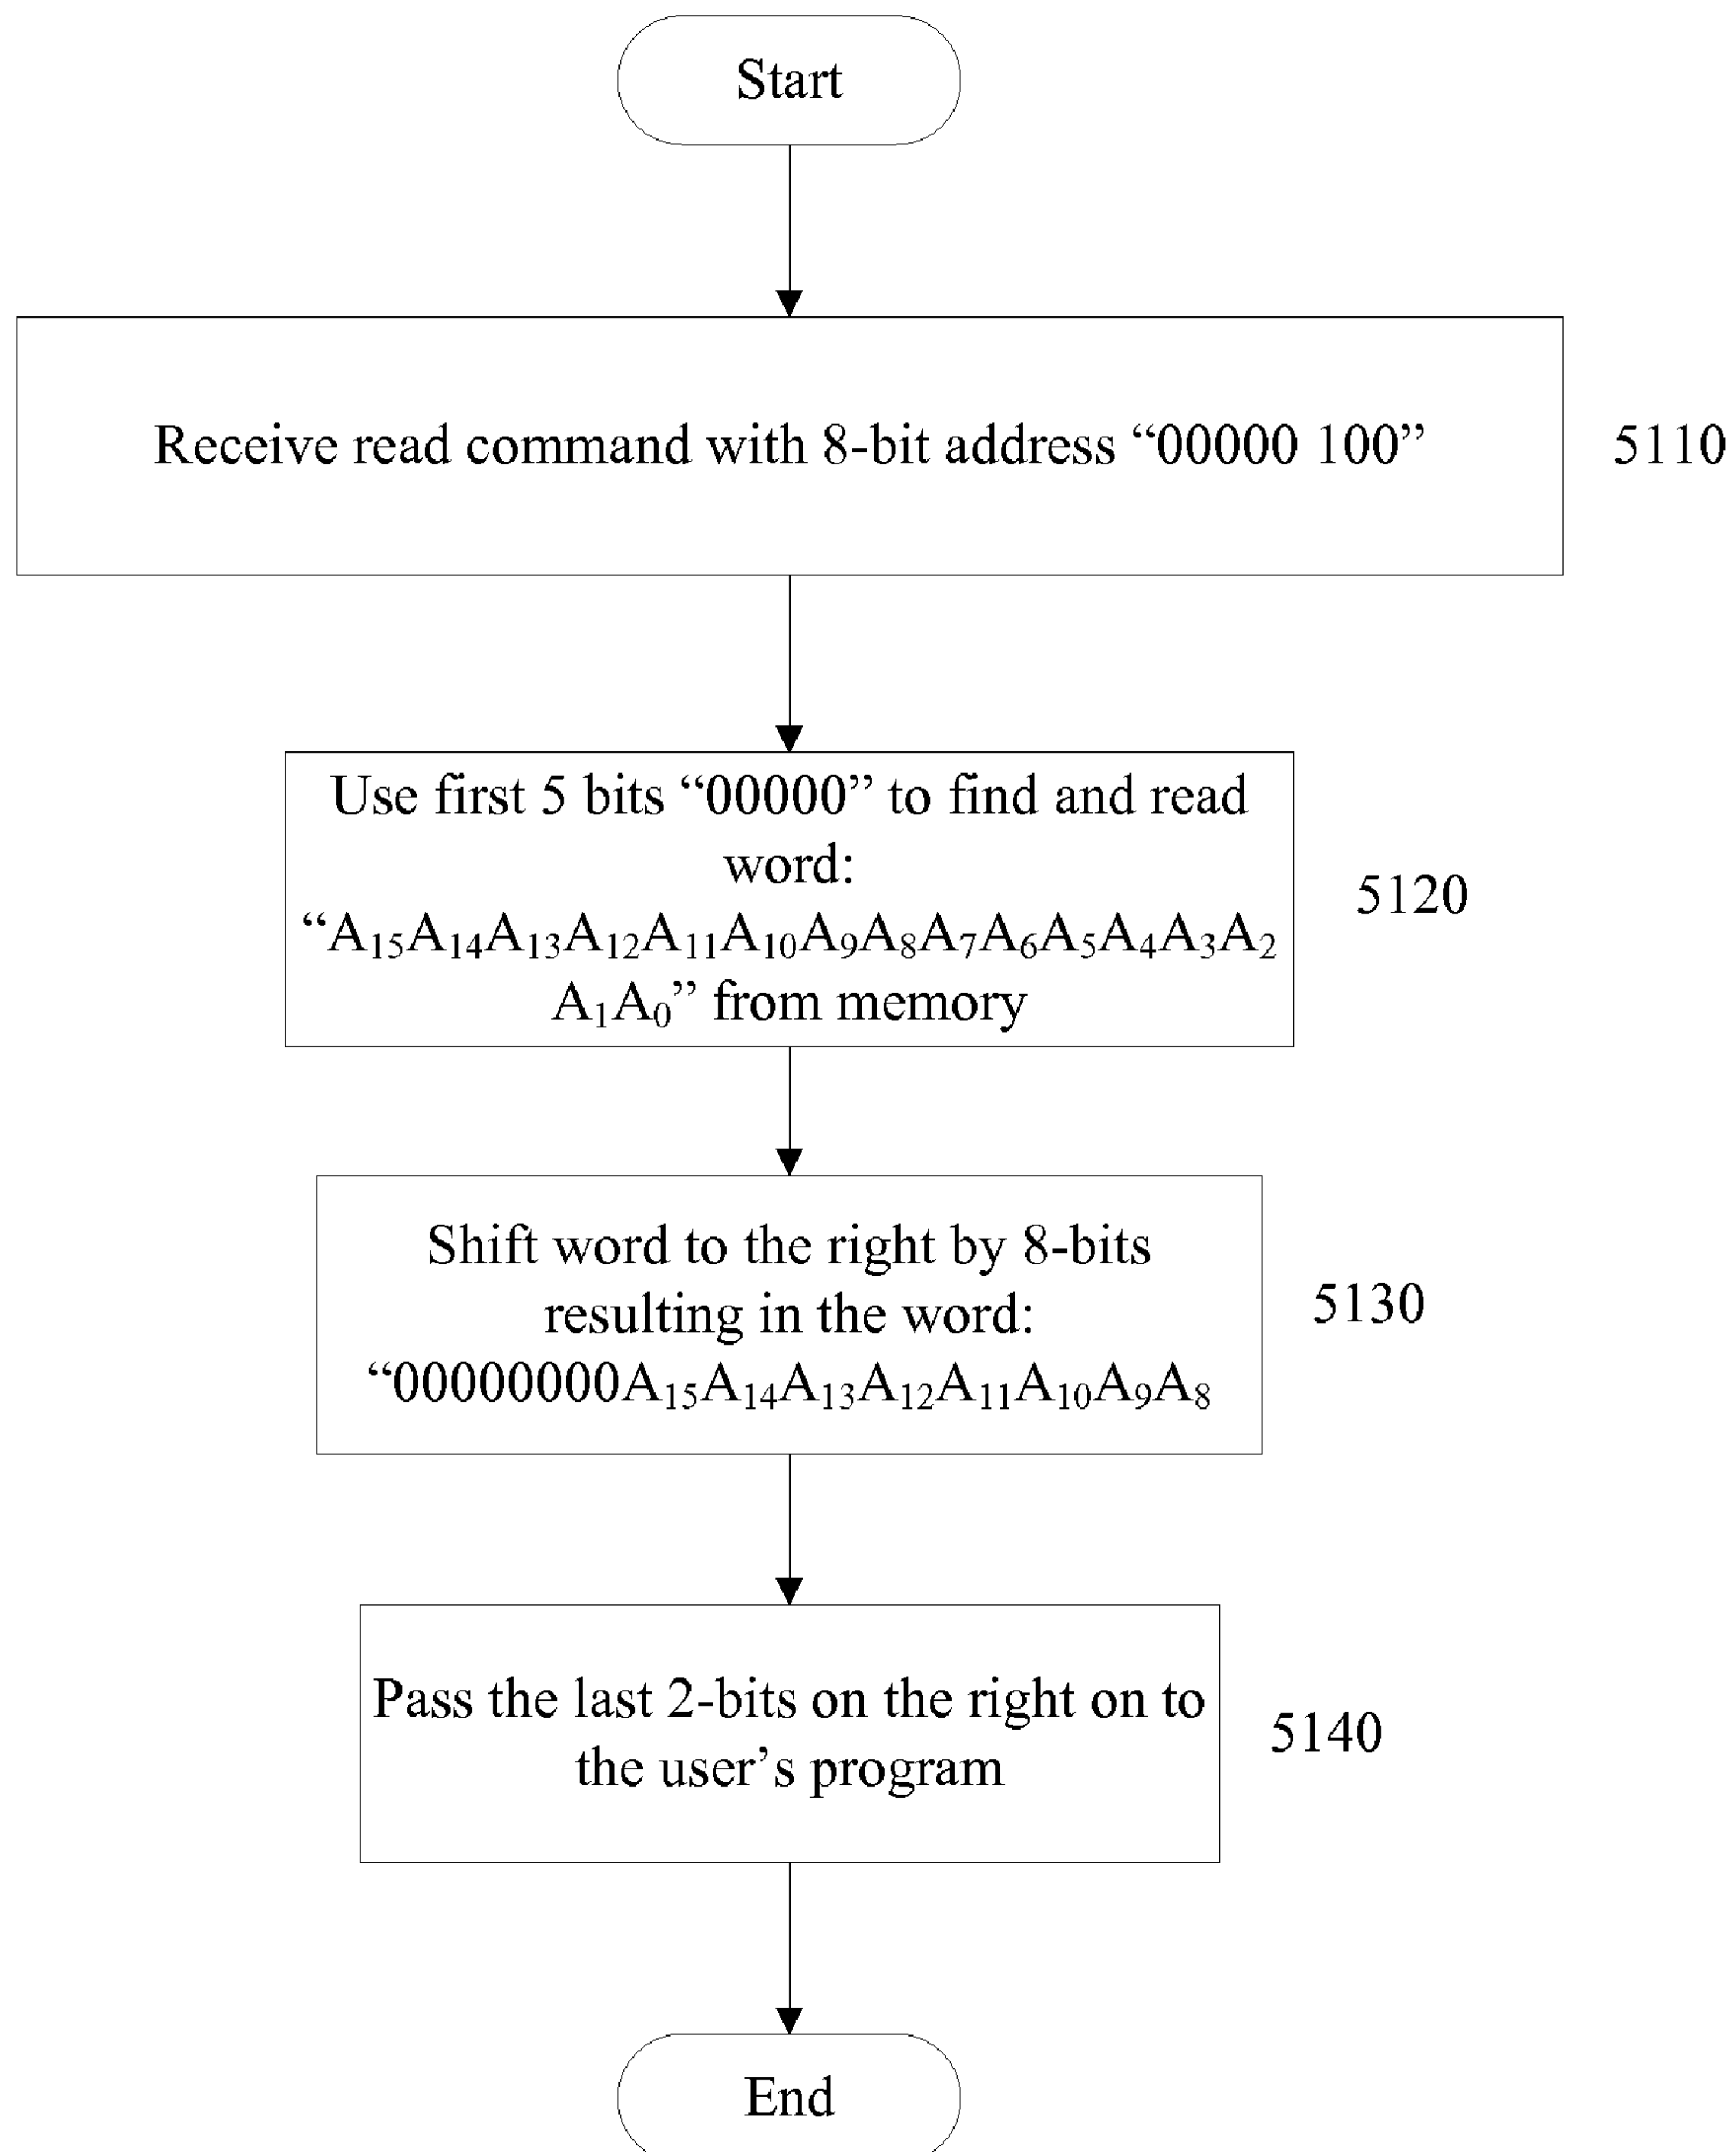 Start
Receive read command with 8-bit address “00000 100”
5110
Use first 5 bits “00000” to find and read
word:
“A₁₅A₁₄A₁₃A₁₂A₁₁A₁₀A₉A₈A₇A₆A₅A₄A₃A₂
A₁A₀” from memory
5120
Shift word to the right by 8-bits
resulting in the word:
“00000000A₁₅A₁₄A₁₃A₁₂A₁₁A₁₀A₉A₈
5130
Pass the last 2-bits on the right on to
the user’s program
5140
End